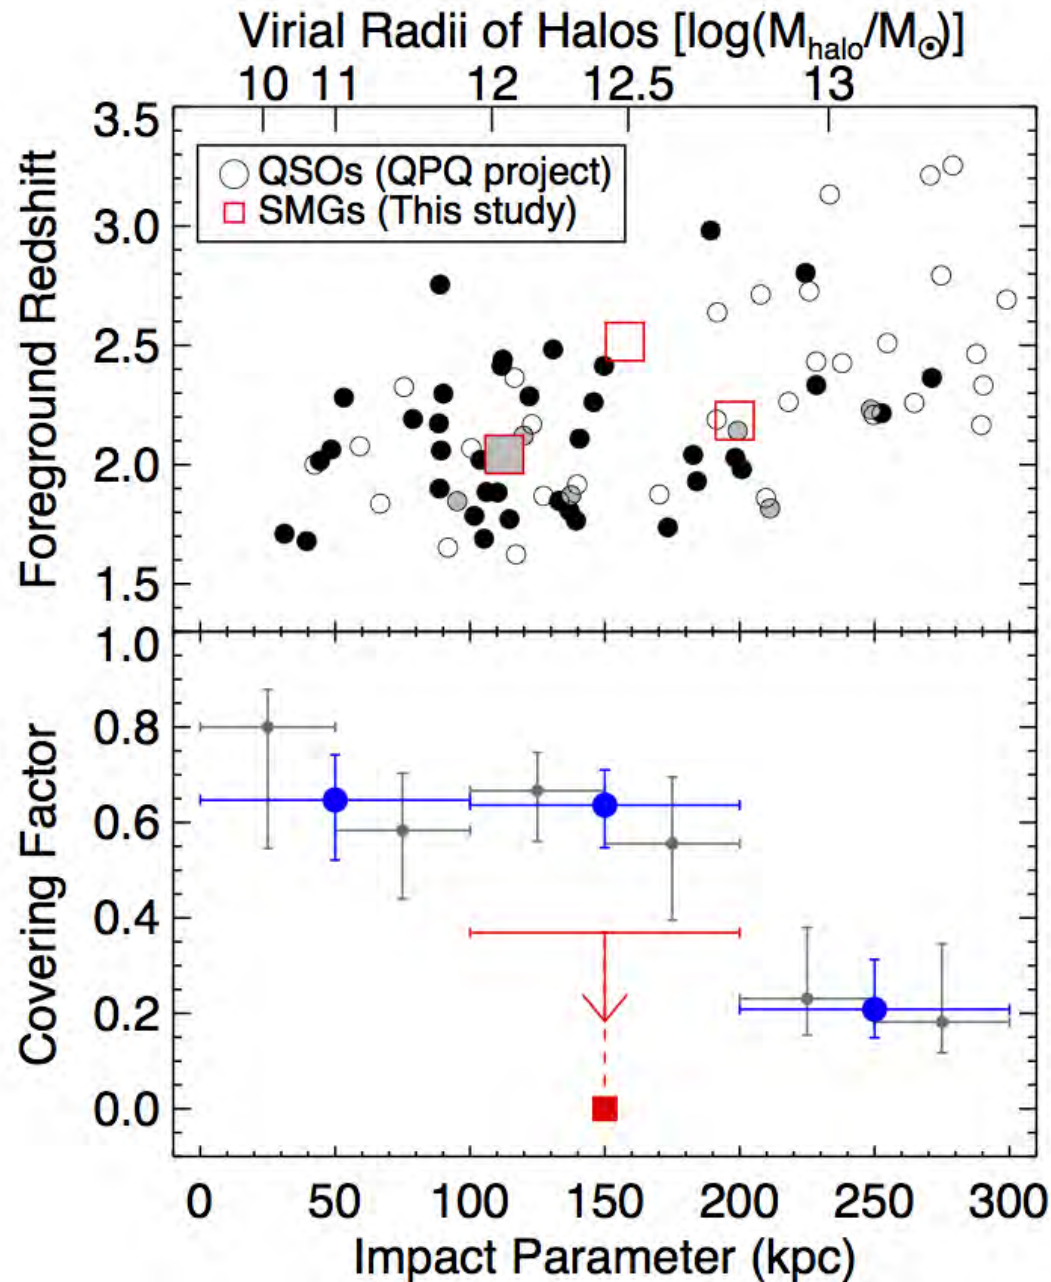 Virial Radii of Halos [log(M_halo/M_⊙)]
10 11 12 12.5 13
3.5
QSOs (QPQ project)
SMGs (This study)
3.0
2.5
2.0
1.5
Foreground Redshift
1.0
0.8
0.6
0.4
0.2
0.0
Covering Factor
0 50 100 150 200 250 300
Impact Parameter (kpc)